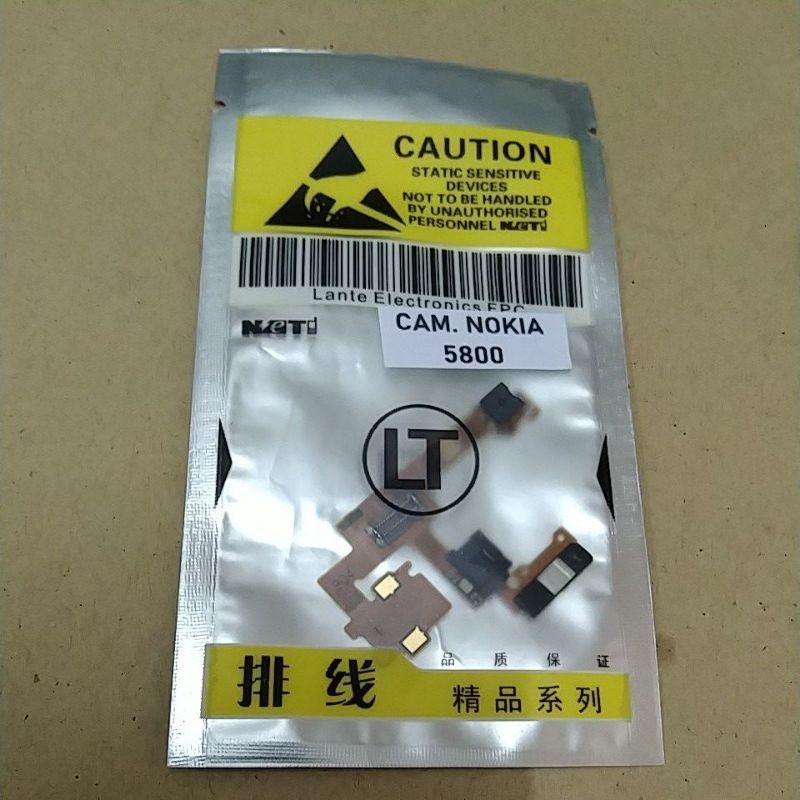 CAUTION
STATIC SENSITIVE
DEVICES
NOT TO BE HANDLED
BY UNAUTHORISED
PERSONNEL
Lante Electronics FPC
CAM. NOKIA
5800
LT
品 质 保 证
排 线
精 品 系 列